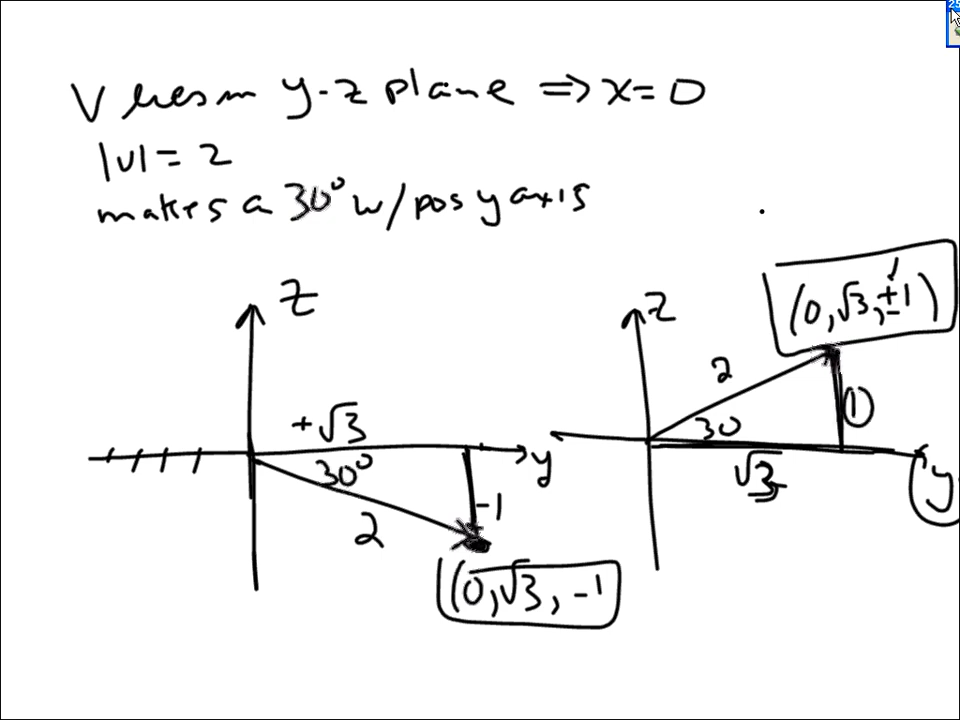 V lies in y-z plane ⇒ x=0
|v| = 2
makes a 30° w/pos y axis
z
+√3
30°
y
2
-1
(0,√3, -1
z
(0,√3,±1)
2
30
1
√3
y